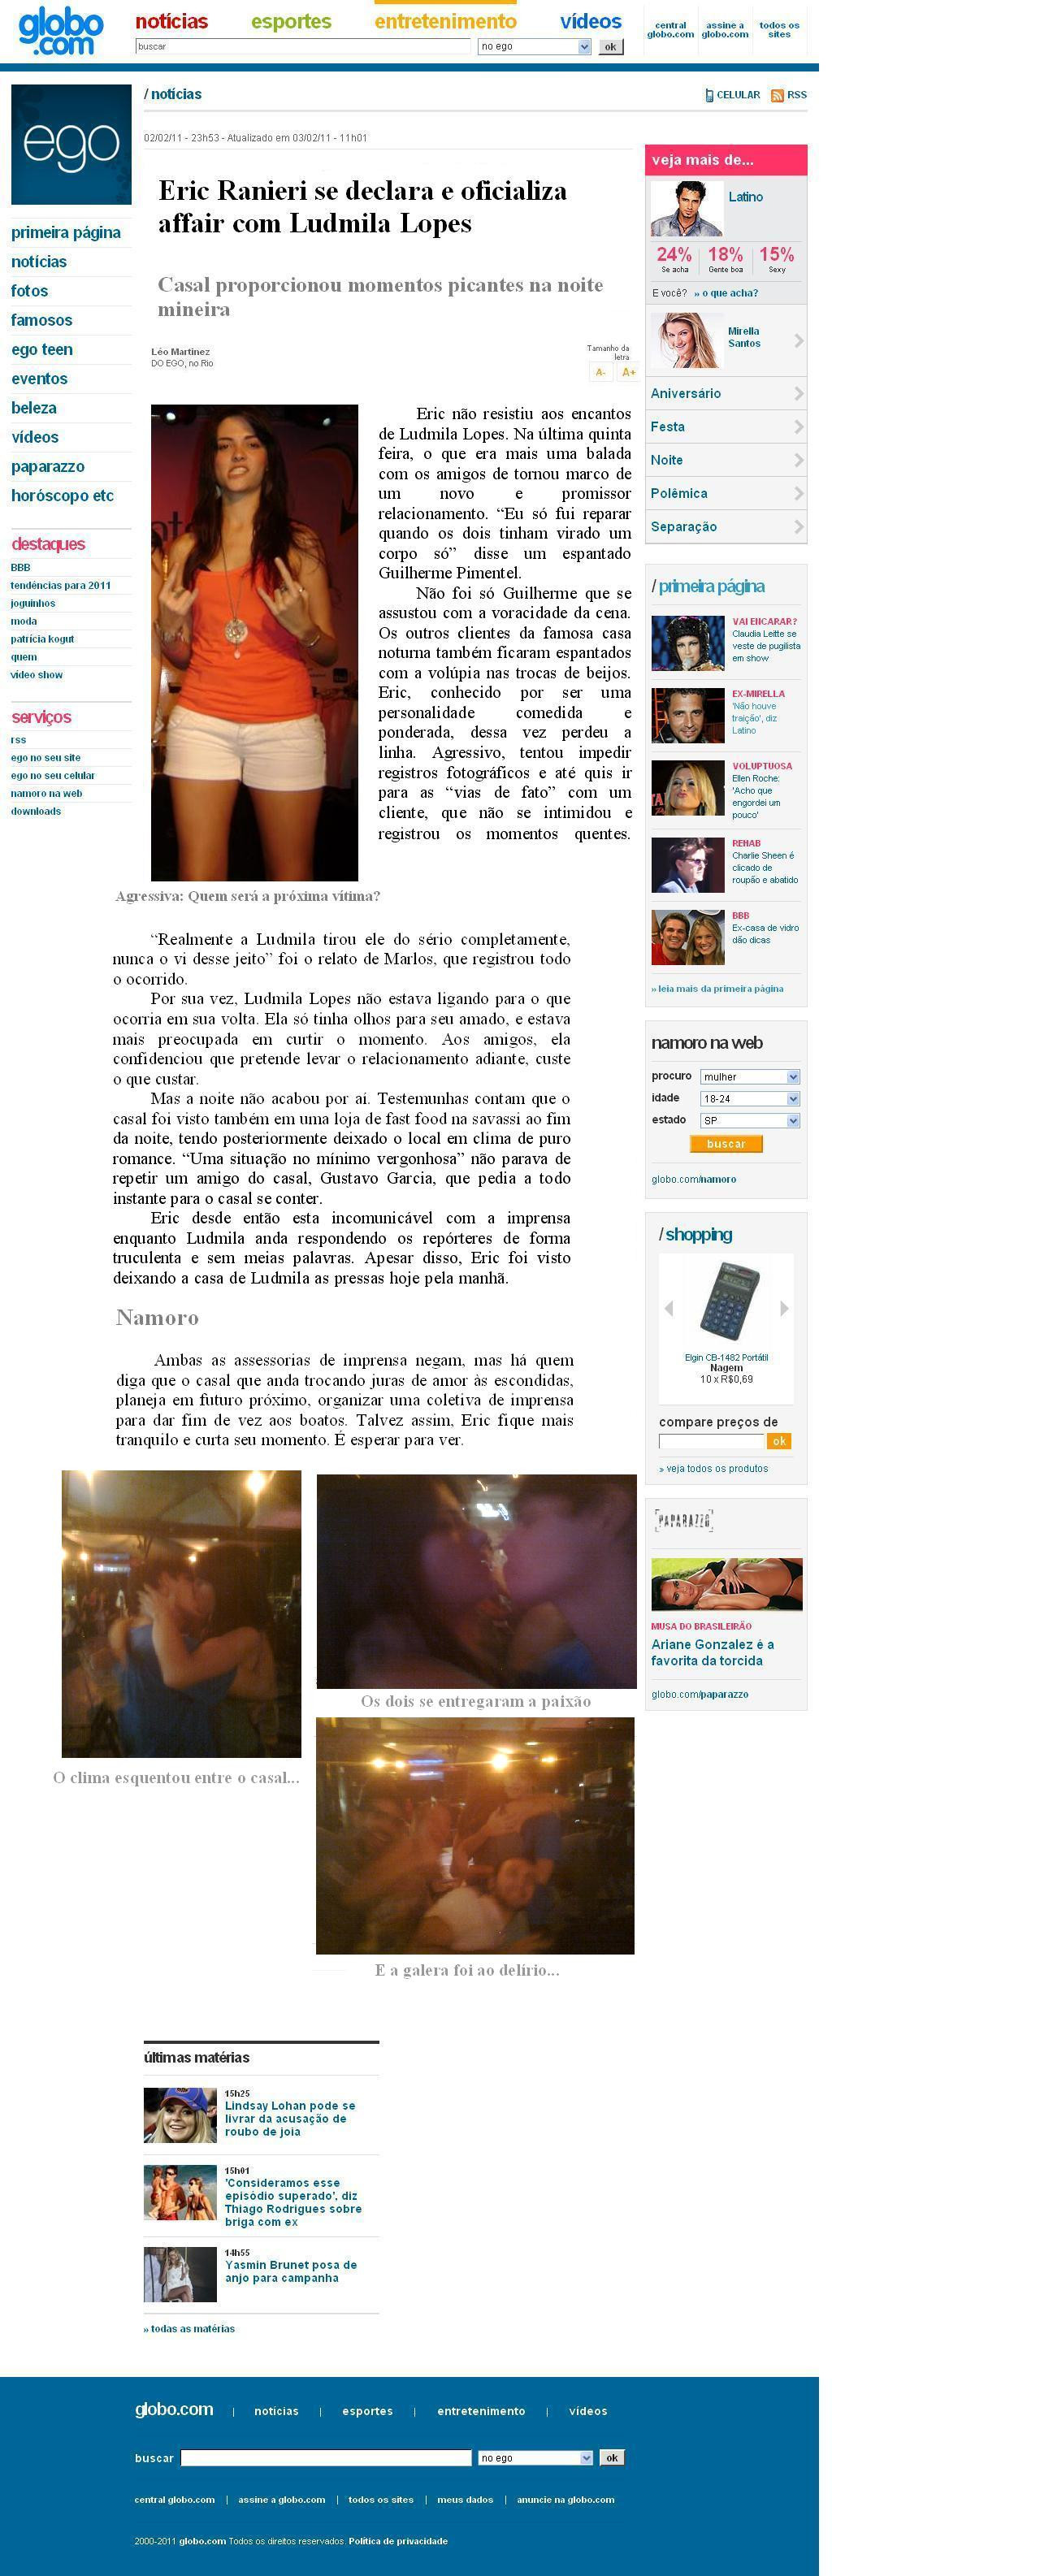 globo
.com
notícias esportes entretenimento vídeos
buscar no ego ok
central globo.com
assine a globo.com
todos os sites
ego
/ notícias
CELULAR RSS
primeira página
notícias
fotos
famosos
ego teen
eventos
beleza
vídeos
paparazzo
horóscopo etc
destaques
BBB
tendências para 2011
joguinhos
moda
patrícia kogut
quem
vídeo show
serviços
rss
ego no seu site
ego no seu celular
namoro na web
downloads
02/02/11 - 23h53 - Atualizado em 03/02/11 - 11h01
Eric Ranieri se declara e oficializa
affair com Ludmila Lopes
Casal proporcionou momentos picantes na noite
mineira
Léo Martinez
DO EGO, no Rio
Tamanho da
letra
A- A+
Eric não resistiu aos encantos
de Ludmila Lopes. Na última quinta
feira, o que era mais uma balada
com os amigos de tornou marco de
um novo e promissor
relacionamento. “Eu só fui reparar
quando os dois tinham virado um
corpo só” disse um espantado
Guilherme Pimentel.
Não foi só Guilherme que se
assustou com a voracidade da cena.
Os outros clientes da famosa casa
noturna também ficaram espantados
com a volúpia nas trocas de beijos.
Eric, conhecido por ser uma
personalidade comedida e
ponderada, dessa vez perdeu a
linha. Agressivo, tentou impedir
registros fotográficos e até quis ir
para as “vias de fato” com um
cliente, que não se intimidou e
registrou os momentos quentes.
Agressiva: Quem será a próxima vítima?
“Realmente a Ludmila tirou ele do sério completamente,
nunca o vi desse jeito” foi o relato de Marlos, que registrou todo
o ocorrido.
Por sua vez, Ludmila Lopes não estava ligando para o que
ocorria em sua volta. Ela só tinha olhos para seu amado, e estava
mais preocupada em curtir o momento. Aos amigos, ela
confidenciou que pretende levar o relacionamento adiante, custe
o que custar.
Mas a noite não acabou por aí. Testemunhas contam que o
casal foi visto também em uma loja de fast food na savassi ao fim
da noite, tendo posteriormente deixado o local em clima de puro
romance. “Uma situação no mínimo vergonhosa” não parava de
repetir um amigo do casal, Gustavo Garcia, que pedia a todo
instante para o casal se conter.
Eric desde então esta incomunicável com a imprensa
enquanto Ludmila anda respondendo os repórteres de forma
truculenta e sem meias palavras. Apesar disso, Eric foi visto
deixando a casa de Ludmila as pressas hoje pela manhã.
Namoro
Ambas as assessorias de imprensa negam, mas há quem
diga que o casal que anda trocando juras de amor às escondidas,
planeja em futuro próximo, organizar uma coletiva de imprensa
para dar fim de vez aos boatos. Talvez assim, Eric fique mais
tranquilo e curta seu momento. É esperar para ver.
Os dois se entregaram a paixão
O clima esquentou entre o casal...
E a galera foi ao delírio...
veja mais de...
Latino
24% 18% 15%
Se acha Gente boa Sexy
E você? » o que acha?
Mirella
Santos
Aniversário
Festa
Noite
Polêmica
Separação
/ primeira página
VAI ENCARAR?
Claudia Leitte se
veste de pugilista
em show
EX-MIRELLA
'Não houve
traição', diz
Latino
VOLUPTUOSA
Ellen Roche:
'Acho que
engordei um
pouco'
REHAB
Charlie Sheen é
clicado de
roupão e abatido
BBB
Ex-casa de vidro
dão dicas
» leia mais da primeira página
namoro na web
procuro mulher
idade 18-24
estado SP
buscar
globo.com/namoro
/ shopping
Elgin CB-1482 Portátil
Nagem
10 x R$0,69
compare preços de
ok
» veja todos os produtos
PAPARAZZO
MUSA DO BRASILEIRÃO
Ariane Gonzalez é a
favorita da torcida
globo.com/paparazzo
últimas matérias
15h25
Lindsay Lohan pode se
livrar da acusação de
roubo de joia
15h01
'Consideramos esse
episódio superado', diz
Thiago Rodrigues sobre
briga com ex
14h55
Yasmin Brunet posa de
anjo para campanha
» todas as matérias
globo.com | notícias | esportes | entretenimento | vídeos
buscar no ego ok
central globo.com | assine a globo.com | todos os sites | meus dados | anuncie na globo.com
2000-2011 globo.com Todos os direitos reservados. Política de privacidade